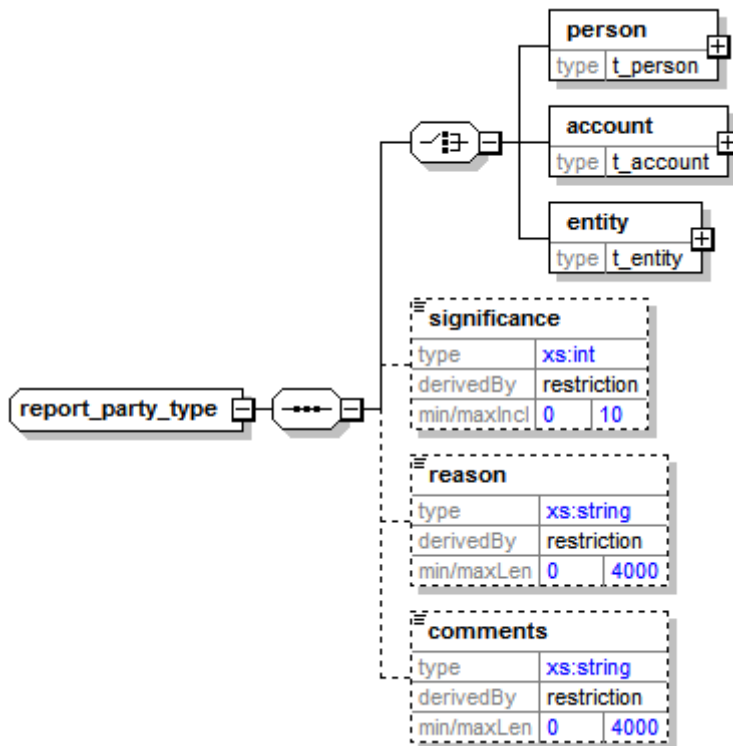 person
type t_person
account
type t_account
entity
type t_entity
significance
type xs:int
derivedBy restriction
min/maxIncl 0 10
report_party_type
reason
type xs:string
derivedBy restriction
min/maxLen 0 4000
comments
type xs:string
derivedBy restriction
min/maxLen 0 4000